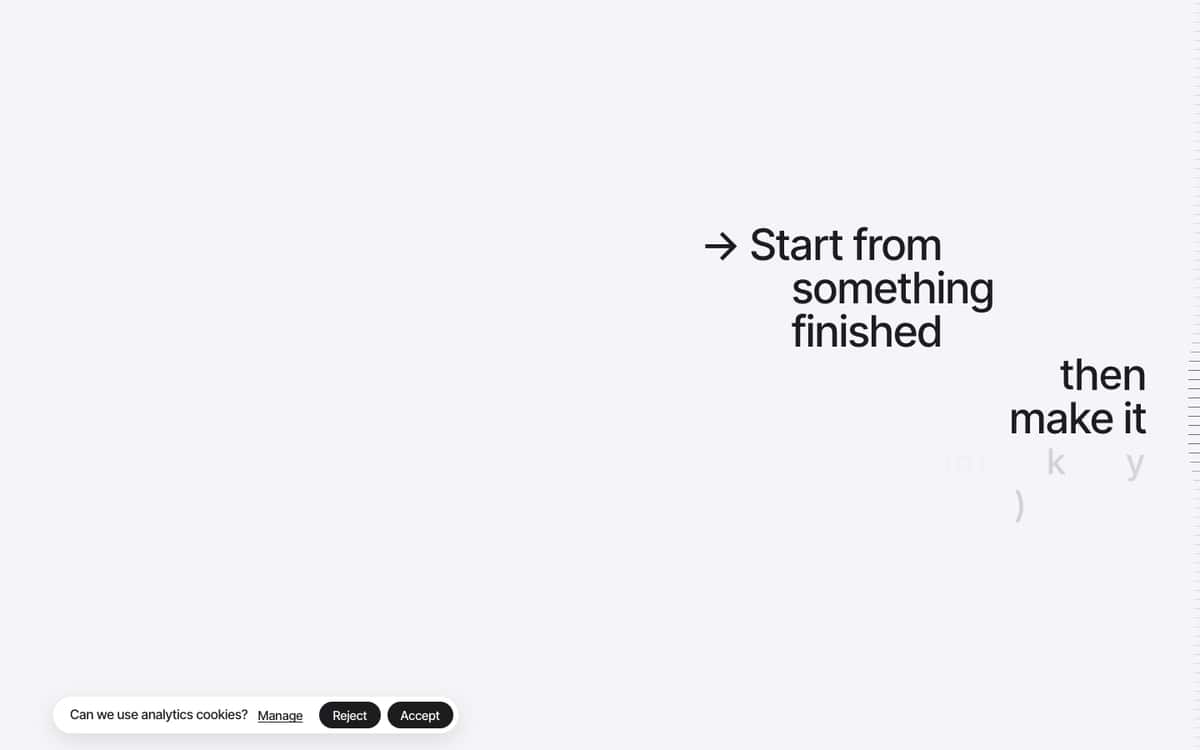 → Start from
something
finished
then
make it
k y
)
Can we use analytics cookies? Manage Reject Accept